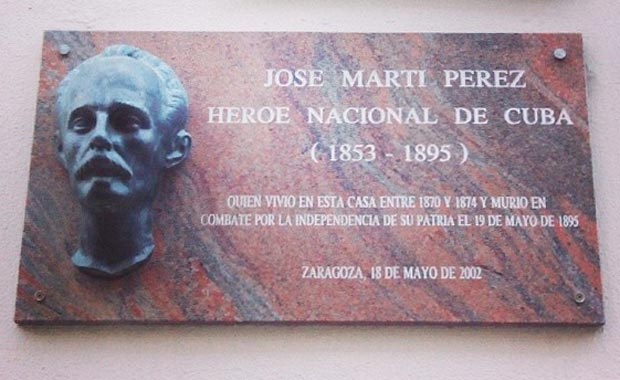 JOSE MARTI PEREZ
HEROE NACIONAL DE CUBA
( 1853 - 1895 )
QUIEN VIVIO EN ESTA CASA ENTRE 1870 Y 1874 Y MURIO EN
COMBATE POR LA INDEPENDENCIA DE SU PATRIA EL 19 DE MAYO DE 1895
ZARAGOZA, 18 DE MAYO DE 2002